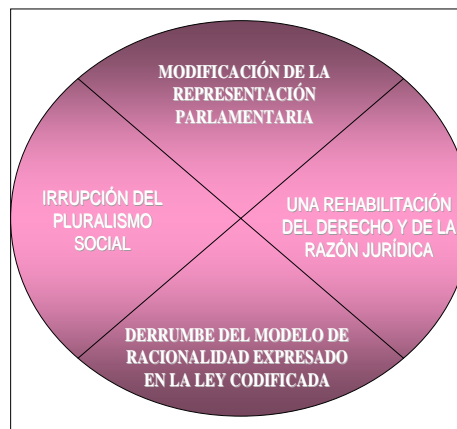 MODIFICACIÓN DE LA
REPRESENTACIÓN
PARLAMENTARIA
IRRUPCIÓN DEL
PLURALISMO
SOCIAL
UNA REHABILITACIÓN
DEL DERECHO Y DE LA
RAZÓN JURÍDICA
DERRUMBE DEL MODELO DE
RACIONALIDAD EXPRESADO
EN LA LEY CODIFICADA